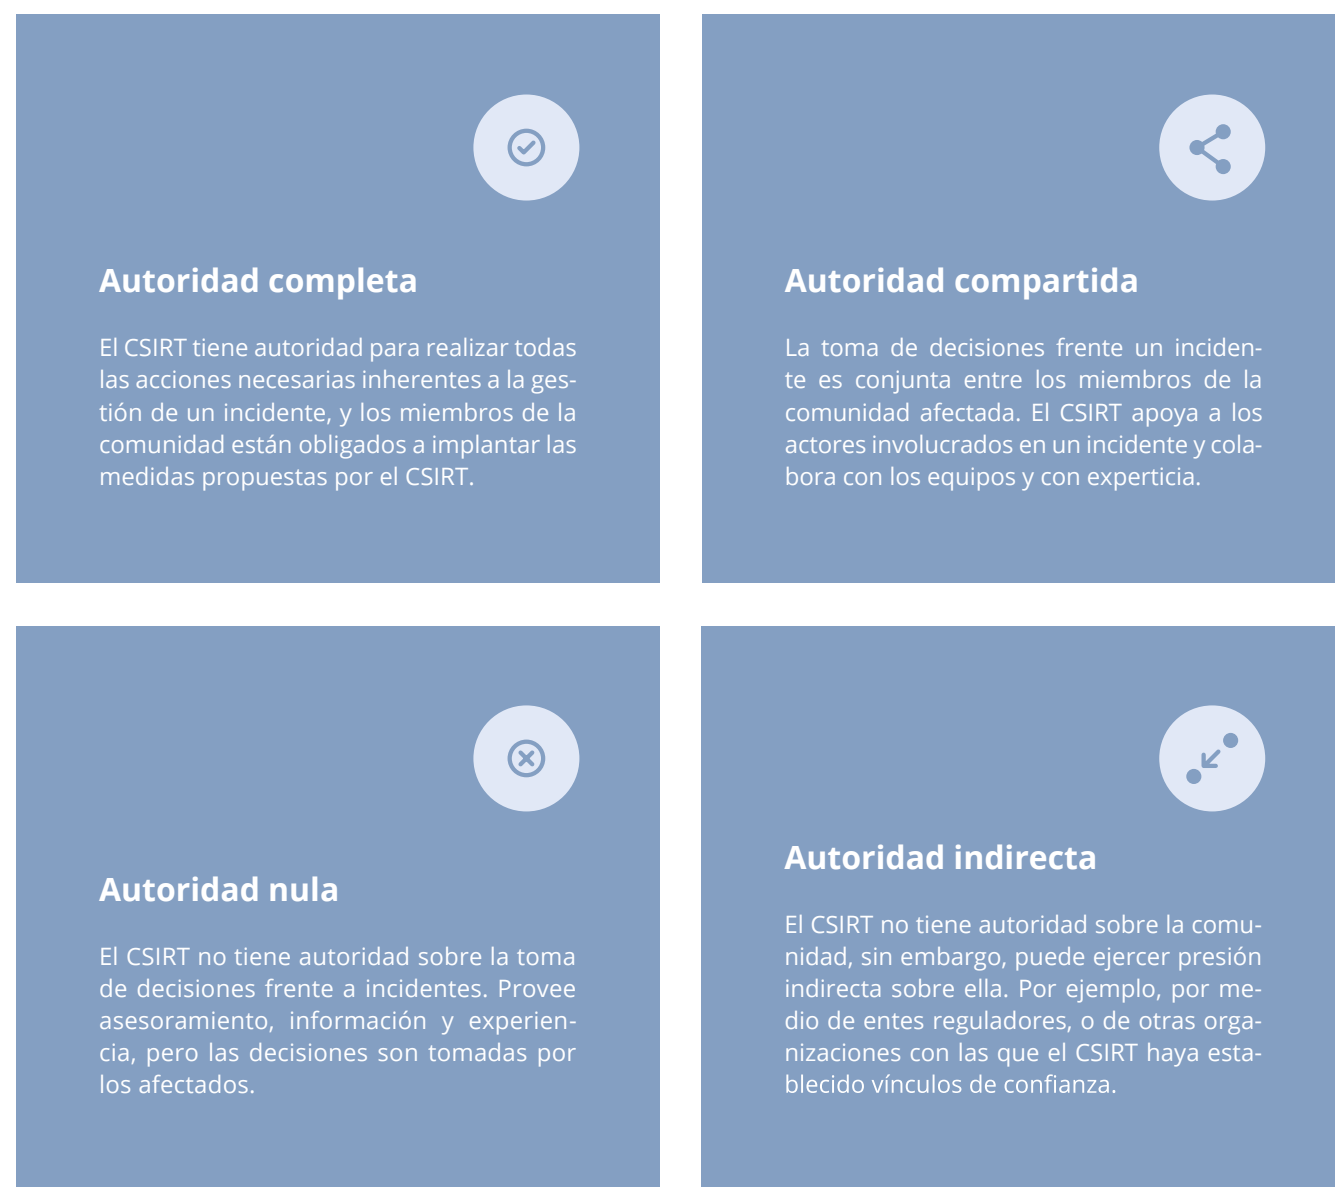 Autoridad completa
El CSIRT tiene autoridad para realizar todas
las acciones necesarias inherentes a la ges-
tión de un incidente, y los miembros de la
comunidad están obligados a implantar las
medidas propuestas por el CSIRT.
Autoridad compartida
La toma de decisiones frente un inciden-
te es conjunta entre los miembros de la
comunidad afectada. El CSIRT apoya a los
actores involucrados en un incidente y cola-
bora con los equipos y con experticia.
Autoridad nula
El CSIRT no tiene autoridad sobre la toma
de decisiones frente a incidentes. Provee
asesoramiento, información y experien-
cia, pero las decisiones son tomadas por
los afectados.
Autoridad indirecta
El CSIRT no tiene autoridad sobre la comu-
nidad, sin embargo, puede ejercer presión
indirecta sobre ella. Por ejemplo, por me-
dio de entes reguladores, o de otras orga-
nizaciones con las que el CSIRT haya esta-
blecido vínculos de confianza.